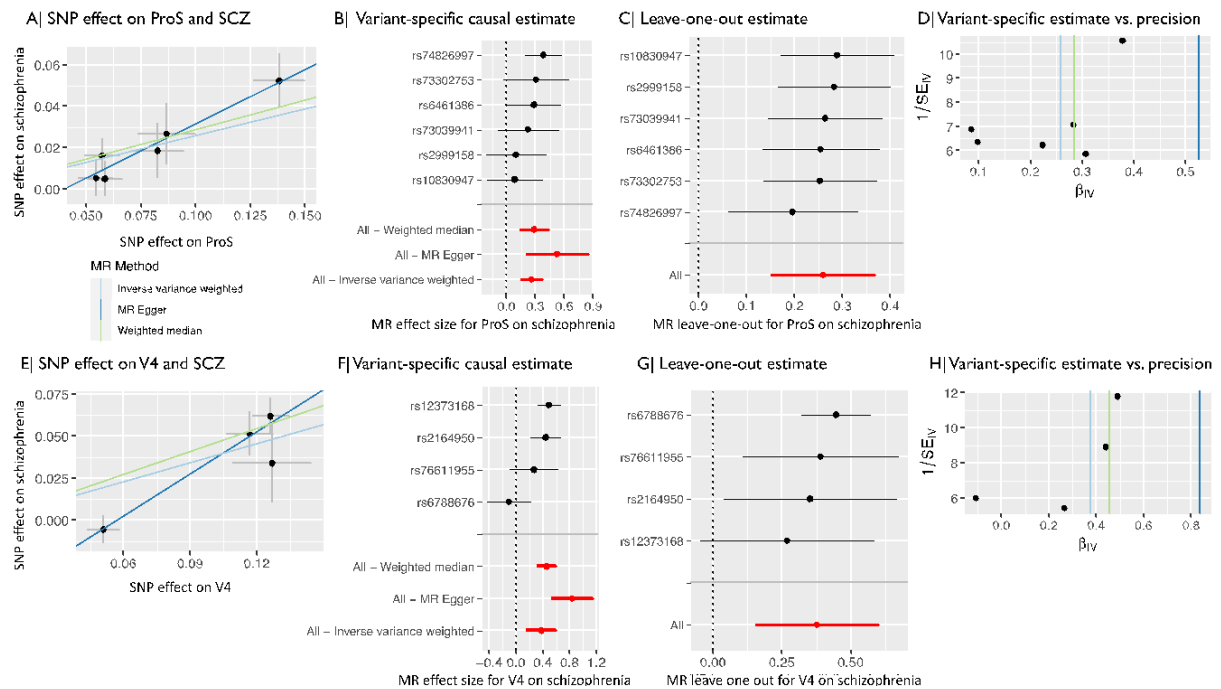 A| SNP effect on ProS and SCZ
SNP effect on schizophrenia
0.06
0.04
0.02
0.00
0.030
0.075
0.100
0.150
SNP effect on ProS
MR Method
Inverse variance weighted
MR Egger
Weighted median
B| Variant-specific causal estimate
rs74826997
rs73302753
rs6461386
rs73039941
rs2999158
rs10830947
All – Weighted median
All – MR Egger
All – Inverse variance weighted
0.0
0.3
0.6
0.9
MR effect size for ProS on schizophrenia
C| Leave-one-out estimate
rs10830947
rs2999158
rs73039941
rs6461386
rs73302753
rs74826997
All
0.0
0.1
0.2
0.3
0.4
MR leave-one-out for ProS on schizophrenia
D| Variant-specific estimate vs. precision
1/SE_IV
10
9
8
7
6
0.1
0.2
0.3
0.4
0.5
β_IV
E| SNP effect on V4 and SCZ
SNP effect on schizophrenia
0.075
0.050
0.025
0.000
0.06
0.12
SNP effect on V4
F| Variant-specific causal estimate
rs12373168
rs2164950
rs76611955
rs6788676
All – Weighted median
All – MR Egger
All – Inverse variance weighted
-0.4
0.0
0.4
0.8
1.2
MR effect size for V4 on schizophrenia
G| Leave-one-out estimate
rs6788676
rs76611955
rs2164950
rs12373168
All
0.00
0.25
0.50
MR leave one out for V4 on schizophrenia
H| Variant-specific estimate vs. precision
1/SE_IV
12
10
8
6
0.0
0.2
0.4
0.6
0.8
β_IV